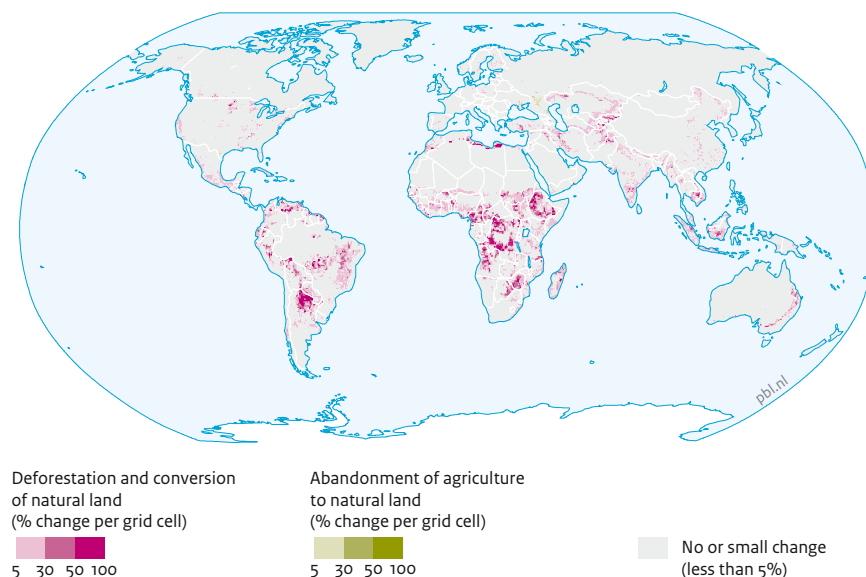 pbl.nl
Deforestation and conversion
of natural land
(% change per grid cell)
5 30 50 100
Abandonment of agriculture
to natural land
(% change per grid cell)
5 30 50 100
No or small change
(less than 5%)